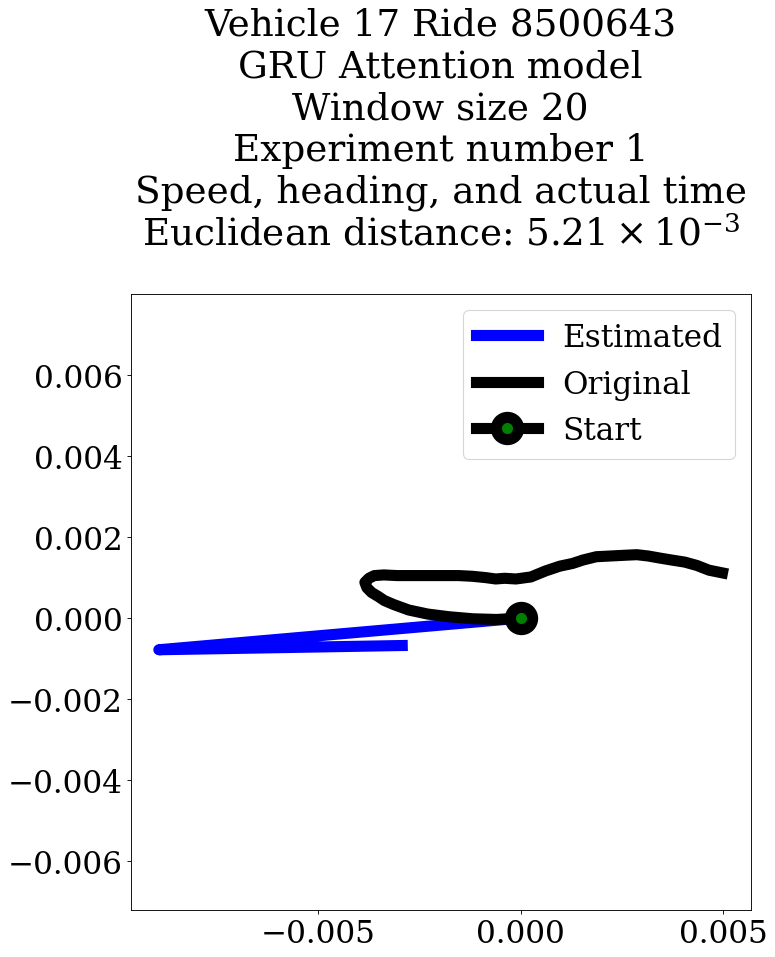 Vehicle 17 Ride 8500643
GRU Attention model
Window size 20
Experiment number 1
Speed, heading, and actual time
Euclidean distance: 5.21 × 10⁻³
Estimated
Original
Start
0.006
0.004
0.002
0.000
−0.002
−0.004
−0.006
−0.005
0.000
0.005